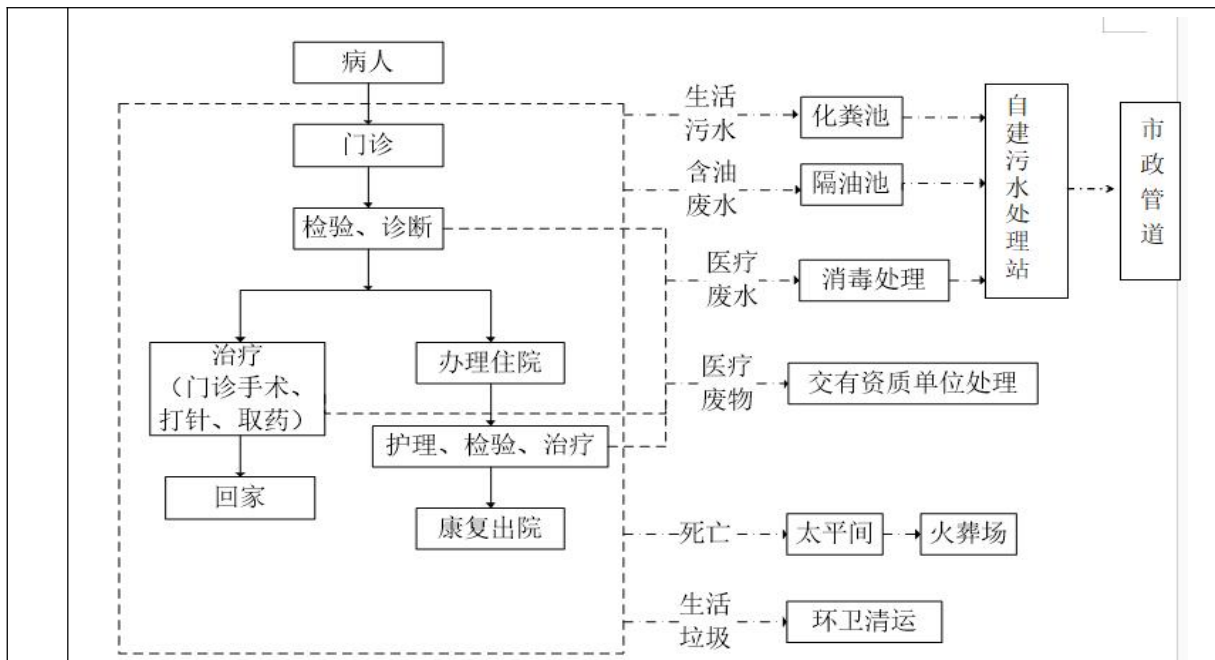 病人
门诊
检验、诊断
治疗
（门诊手术、
打针、取药）
回家
办理住院
护理、检验、治疗
康复出院
生活
污水
化粪池
含油
废水
隔油池
医疗
废水
消毒处理
自建污水处理站
市政管道
医疗
废物
交有资质单位处理
死亡
太平间
火葬场
生活
垃圾
环卫清运